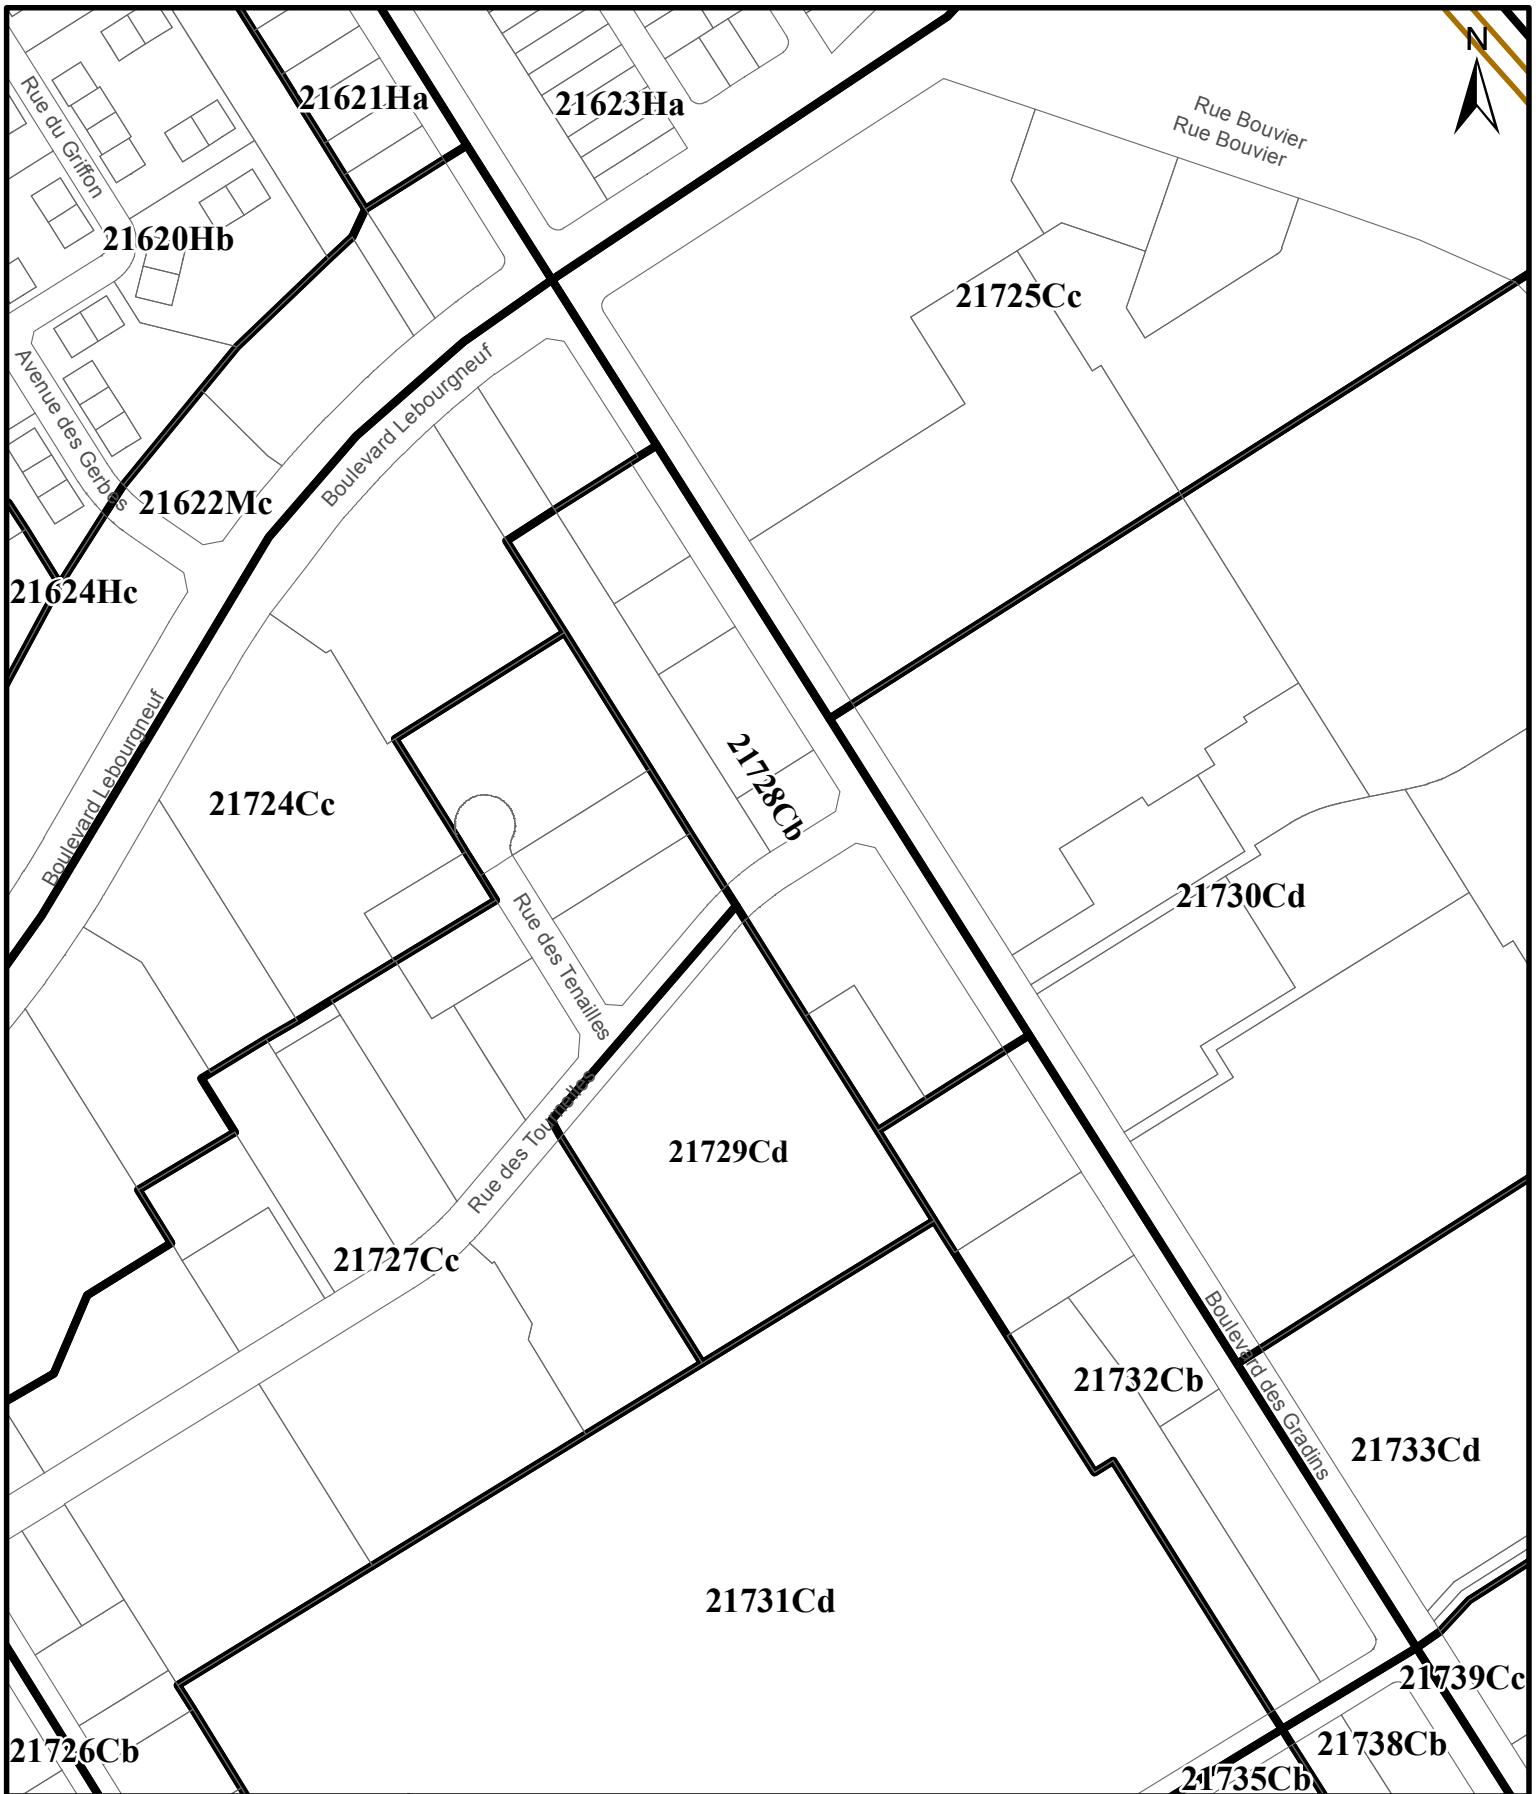 N
Rue du Griffon
21621Ha
21623Ha
Rue Bouvier
Rue Bouvier
21620Hb
21725Cc
Avenue des Gerbes
Boulevard Lebourgneuf
21622Mc
21624Hc
Boulevard Lebourgneuf
21724Cc
21728Cb
21730Cd
Rue des Tenailles
Rue des Tournelles
21729Cd
21727Cc
Boulevard des Gradins
21732Cb
21733Cd
21731Cd
21739Cc
21726Cb
21738Cb
21735Cb